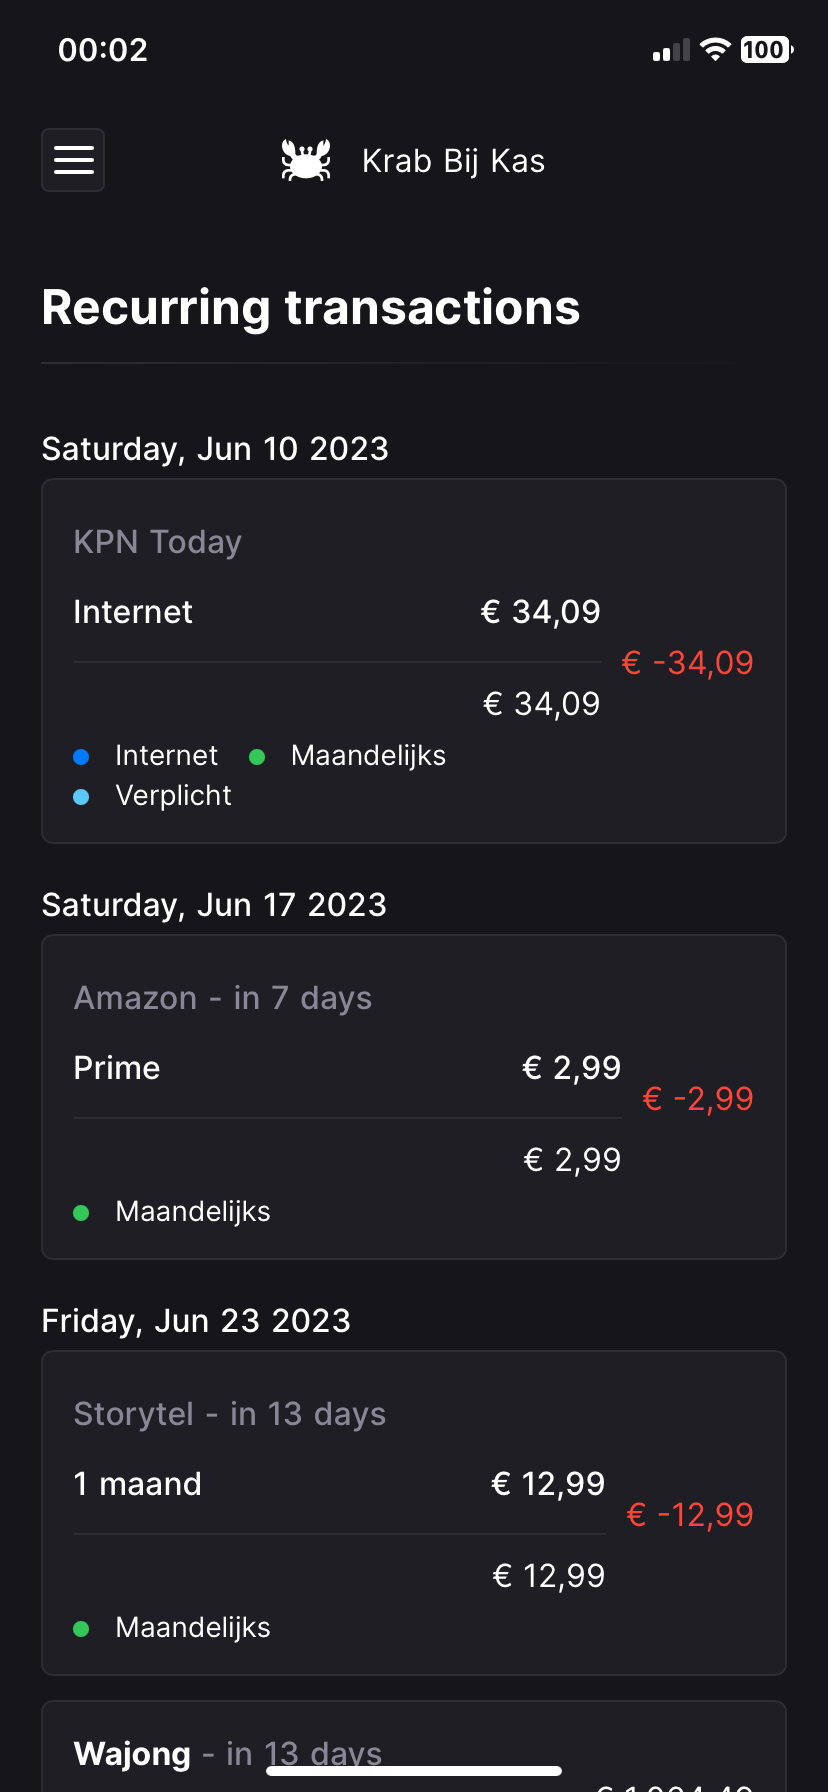 00:02
100
Krab Bij Kas
Recurring transactions
Saturday, Jun 10 2023
KPN Today
Internet € 34,09
€ -34,09
€ 34,09
Internet Maandelijks
Verplicht
Saturday, Jun 17 2023
Amazon - in 7 days
Prime € 2,99
€ -2,99
€ 2,99
Maandelijks
Friday, Jun 23 2023
Storytel - in 13 days
1 maand € 12,99
€ -12,99
€ 12,99
Maandelijks
Wajong - in 13 days